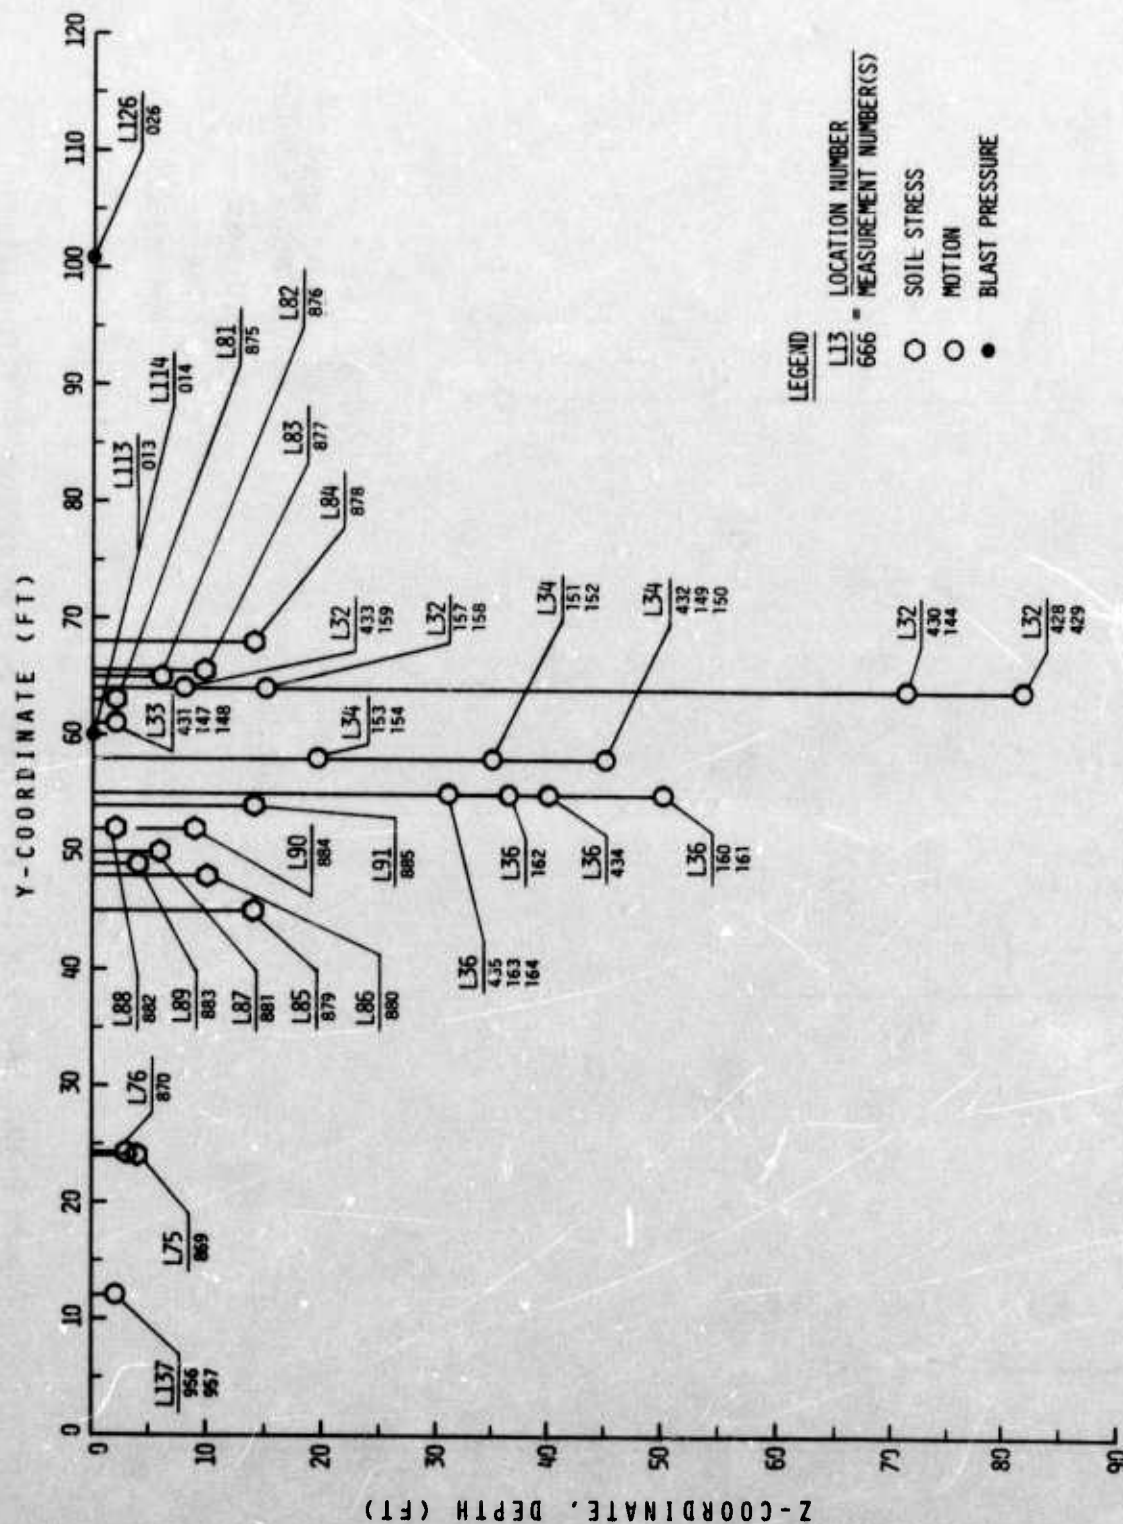 Y-COORDINATE (FT)
0 10 20 30 40 50 60 70 80 90 100 110 120
Z-COORDINATE, DEPTH (FT)
0 10 20 30 40 50 60 70 80 90
L137
956
957
L75
869
L76
870
L88
882
L89
883
L87
881
L85
879
L86
880
L90
884
L91
885
L36
435
163
164
L36
162
L36
434
L36
160
161
L33
431
147
148
L34
153
154
L34
151
152
L34
432
149
150
L32
433
159
L32
157
158
L32
430
144
L32
428
429
L84
878
L83
877
L82
876
L81
875
L113
013
L114
014
L126
026
LEGEND
L13 = LOCATION NUMBER
666 MEASUREMENT NUMBER(S)
SOIL STRESS
MOTION
BLAST PRESSURE